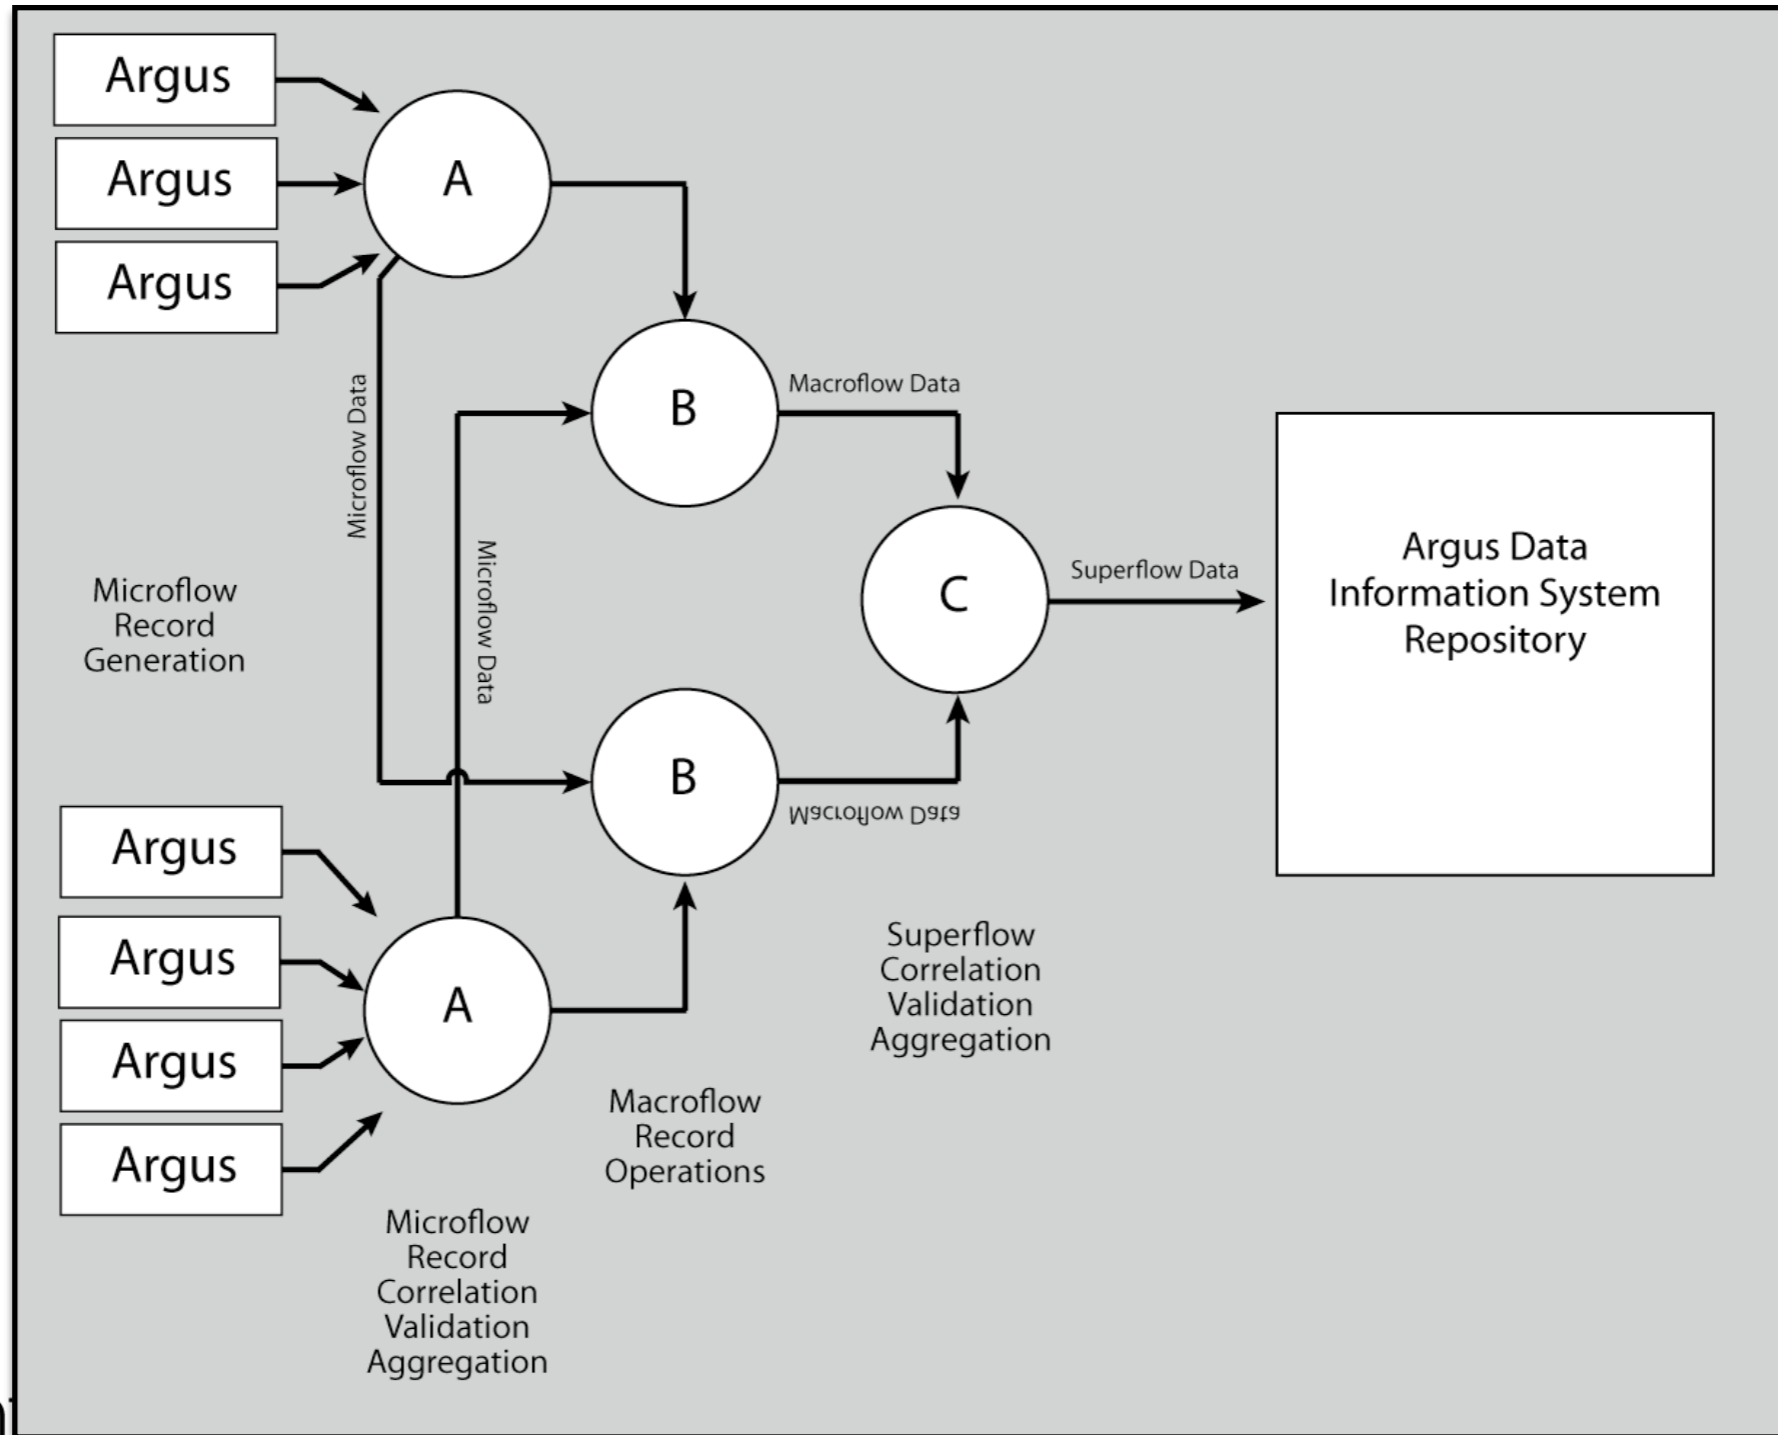 Argus
Argus
Argus
A
B
Macroflow Data
Microflow Data
Microflow Data
C
Superflow Data
Argus Data
Information System
Repository
Microflow
Record
Generation
B
Macroflow Data
Argus
Argus
Argus
Argus
A
Superflow
Correlation
Validation
Aggregation
Macroflow
Record
Operations
Microflow
Record
Correlation
Validation
Aggregation